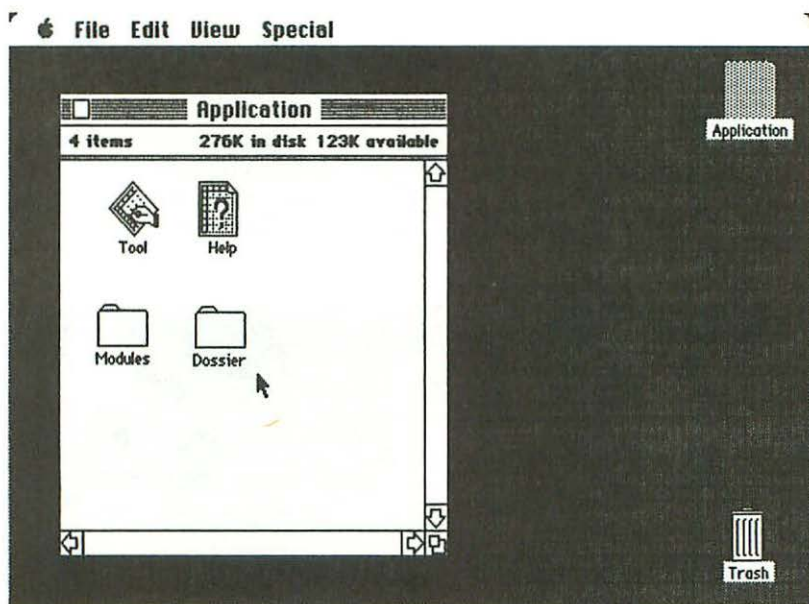 File Edit View Special
Application
4 items 276K in disk 123K available
Tool Help
Modules Dossier
Application
Trash